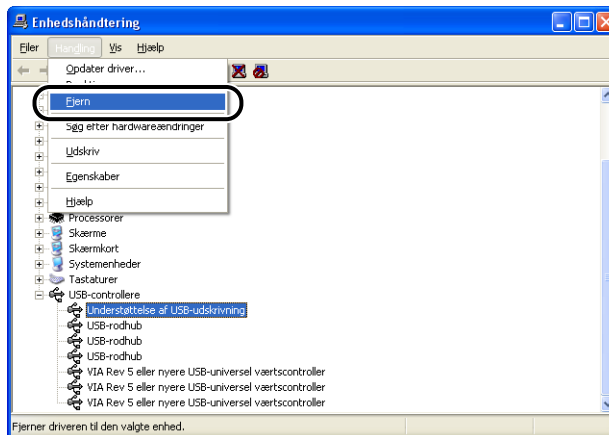 Enhedshåndtering
Filer Handling Vis Hjælp
Opdater driver...
Fjern
Søg efter hardwareændringer
Udskriv
Egenskaber
Hjælp
Processorer
Skærme
Skærmkort
Systemenheder
Tastaturer
USB-controllere
Understøttelse af USB-udskrivning
USB-rodhub
USB-rodhub
USB-rodhub
VIA Rev 5 eller nyere USB-universel værtscontroller
VIA Rev 5 eller nyere USB-universel værtscontroller
VIA Rev 5 eller nyere USB-universel værtscontroller
Fjerner driveren til den valgte enhed.